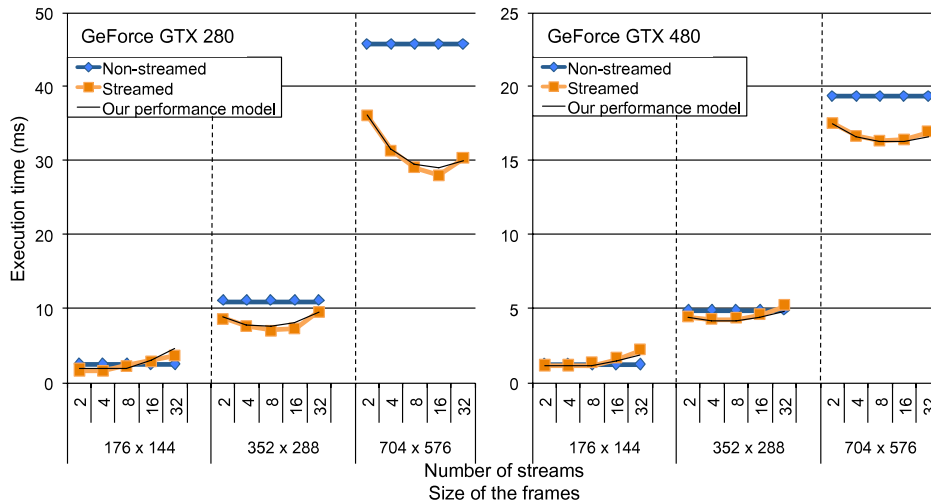 GeForce GTX 280
Non-streamed
Streamed
Our performance model
Execution time (ms)
50
40
30
20
10
0
2 4 8 16 32 2 4 8 16 32 2 4 8 16 32
176 x 144 352 x 288 704 x 576
GeForce GTX 480
Non-streamed
Streamed
Our performance model
25
20
15
10
5
0
2 4 8 16 32 2 4 8 16 32 2 4 8 16 32
176 x 144 352 x 288 704 x 576
Number of streams
Size of the frames